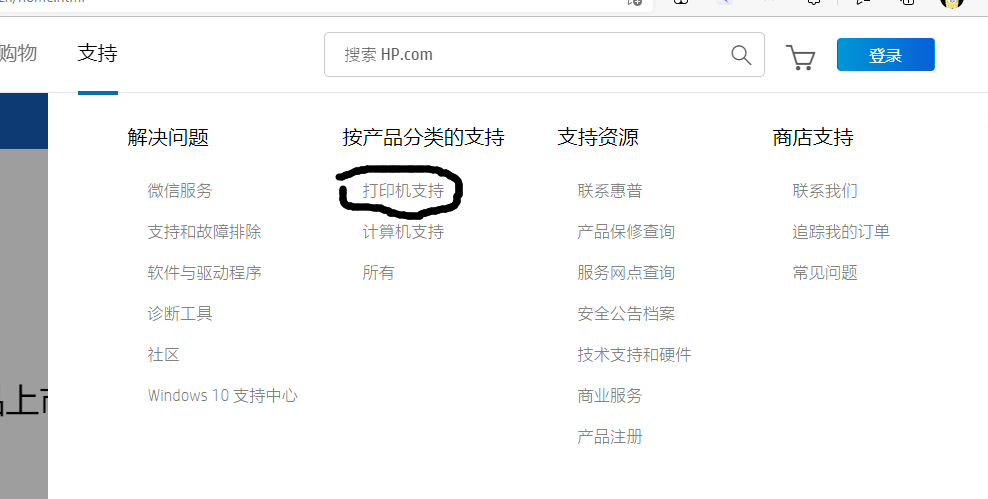 购物
支持
搜索 HP.com
登录
解决问题
微信服务
支持和故障排除
软件与驱动程序
诊断工具
社区
Windows 10 支持中心
按产品分类的支持
打印机支持
计算机支持
所有
支持资源
联系惠普
产品保修查询
服务网点查询
安全公告档案
技术支持和硬件
商业服务
产品注册
商店支持
联系我们
追踪我的订单
常见问题
上市